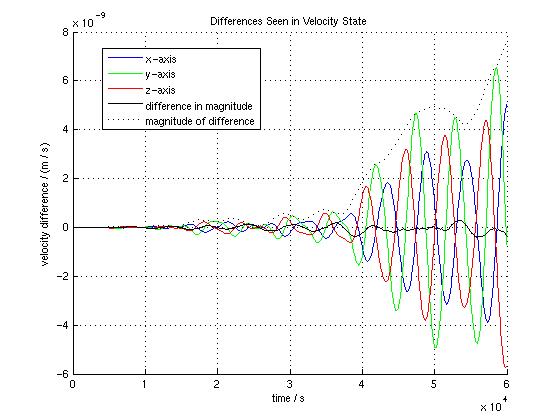 Differences Seen in Velocity State
x 10^-9
8
6
4
2
0
−2
−4
−6
velocity difference / (m / s)
x−axis
y−axis
z−axis
difference in magnitude
magnitude of difference
0 1 2 3 4 5 6
x 10^4
time / s